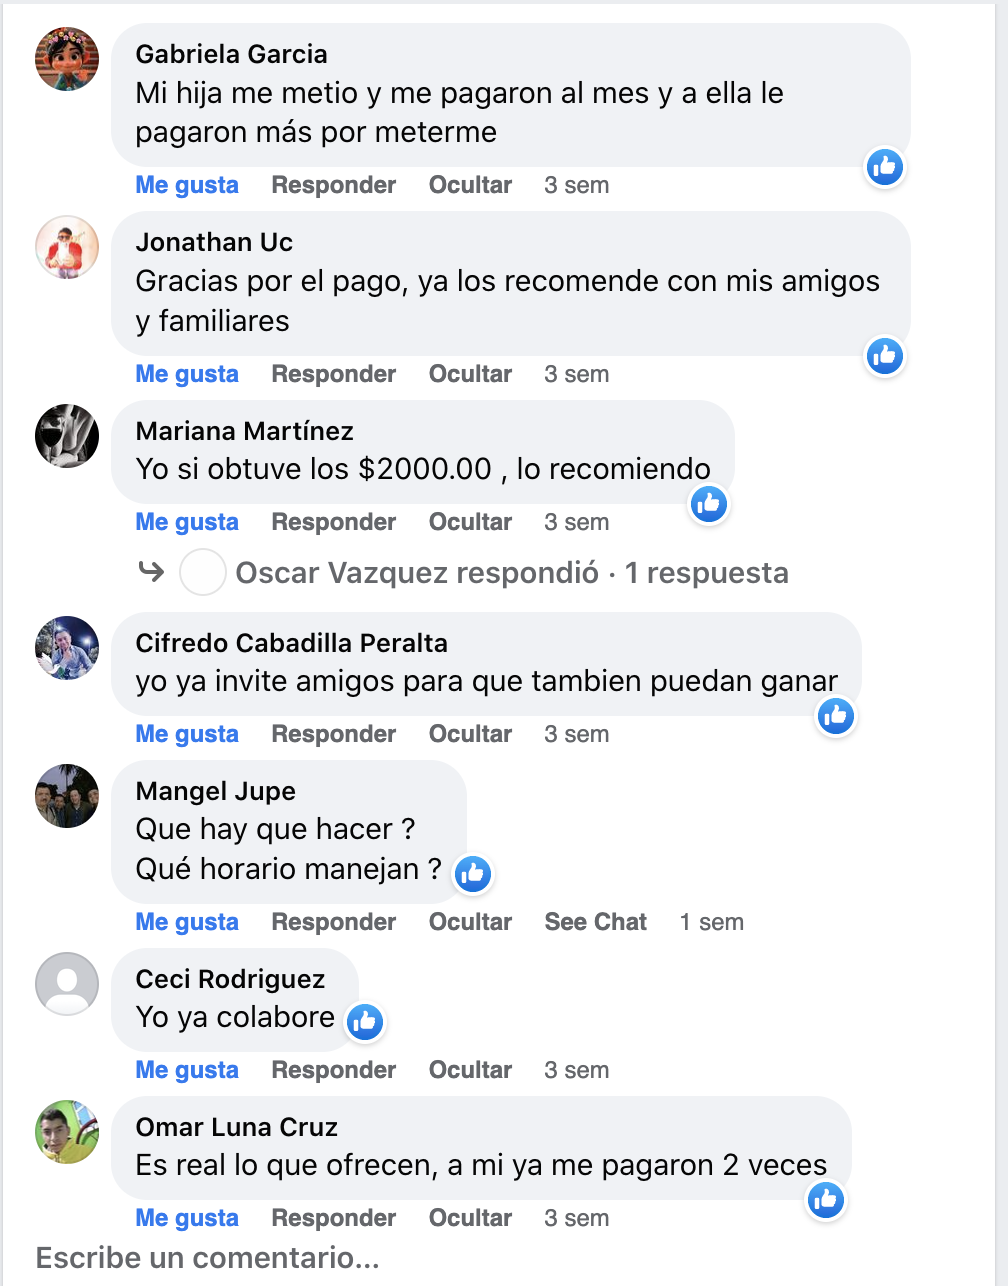 Gabriela Garcia
Mi hija me metio y me pagaron al mes y a ella le
pagaron más por meterme
Me gusta Responder Ocultar 3 sem
Jonathan Uc
Gracias por el pago, ya los recomende con mis amigos
y familiares
Me gusta Responder Ocultar 3 sem
Mariana Martínez
Yo si obtuve los $2000.00 , lo recomiendo
Me gusta Responder Ocultar 3 sem
Oscar Vazquez respondió · 1 respuesta
Cifredo Cabadilla Peralta
yo ya invite amigos para que tambien puedan ganar
Me gusta Responder Ocultar 3 sem
Mangel Jupe
Que hay que hacer ?
Qué horario manejan ?
Me gusta Responder Ocultar See Chat 1 sem
Ceci Rodriguez
Yo ya colabore
Me gusta Responder Ocultar 3 sem
Omar Luna Cruz
Es real lo que ofrecen, a mi ya me pagaron 2 veces
Me gusta Responder Ocultar 3 sem
Escribe un comentario...